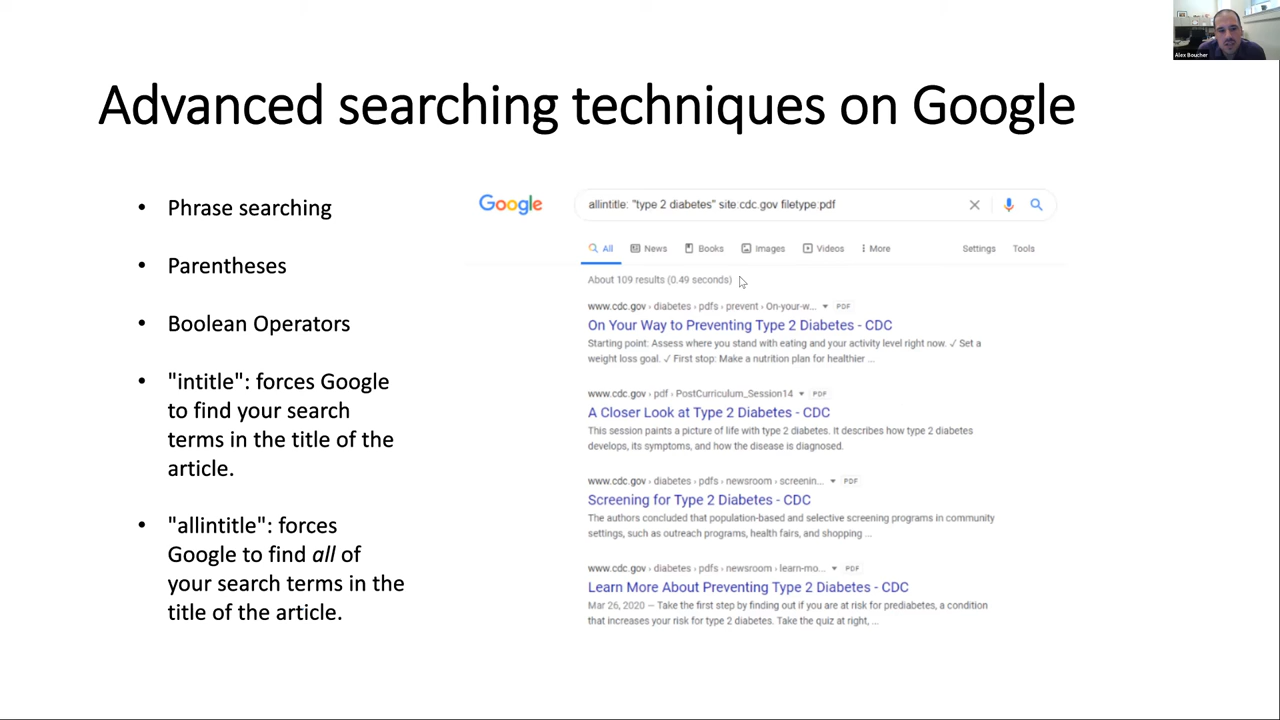 Alex Boucher
Advanced searching techniques on Google
• Phrase searching
• Parentheses
• Boolean Operators
• "intitle": forces Google
to find your search
terms in the title of the
article.
• "allintitle": forces
Google to find all of
your search terms in the
title of the article.
Google
allintitle: "type 2 diabetes" site:cdc.gov filetype:pdf
All News Books Images Videos More Settings Tools
About 109 results (0.49 seconds)
www.cdc.gov › diabetes › pdfs › prevent › On-your-w... PDF
On Your Way to Preventing Type 2 Diabetes - CDC
Starting point: Assess where you stand with eating and your activity level right now. ✓ Set a
weight loss goal. ✓ First stop: Make a nutrition plan for healthier ...
www.cdc.gov › pdf › PostCurriculum_Session14 PDF
A Closer Look at Type 2 Diabetes - CDC
This session paints a picture of life with type 2 diabetes. It describes how type 2 diabetes
develops, its symptoms, and how the disease is diagnosed.
www.cdc.gov › diabetes › pdfs › newsroom › screenin... PDF
Screening for Type 2 Diabetes - CDC
The authors concluded that population-based and selective screening programs in community
settings, such as outreach programs, health fairs, and shopping ...
www.cdc.gov › diabetes › pdfs › newsroom › learn-mo... PDF
Learn More About Preventing Type 2 Diabetes - CDC
Mar 26, 2020 — Take the first step by finding out if you are at risk for prediabetes, a condition
that increases your risk for type 2 diabetes. Take the quiz at right, ...